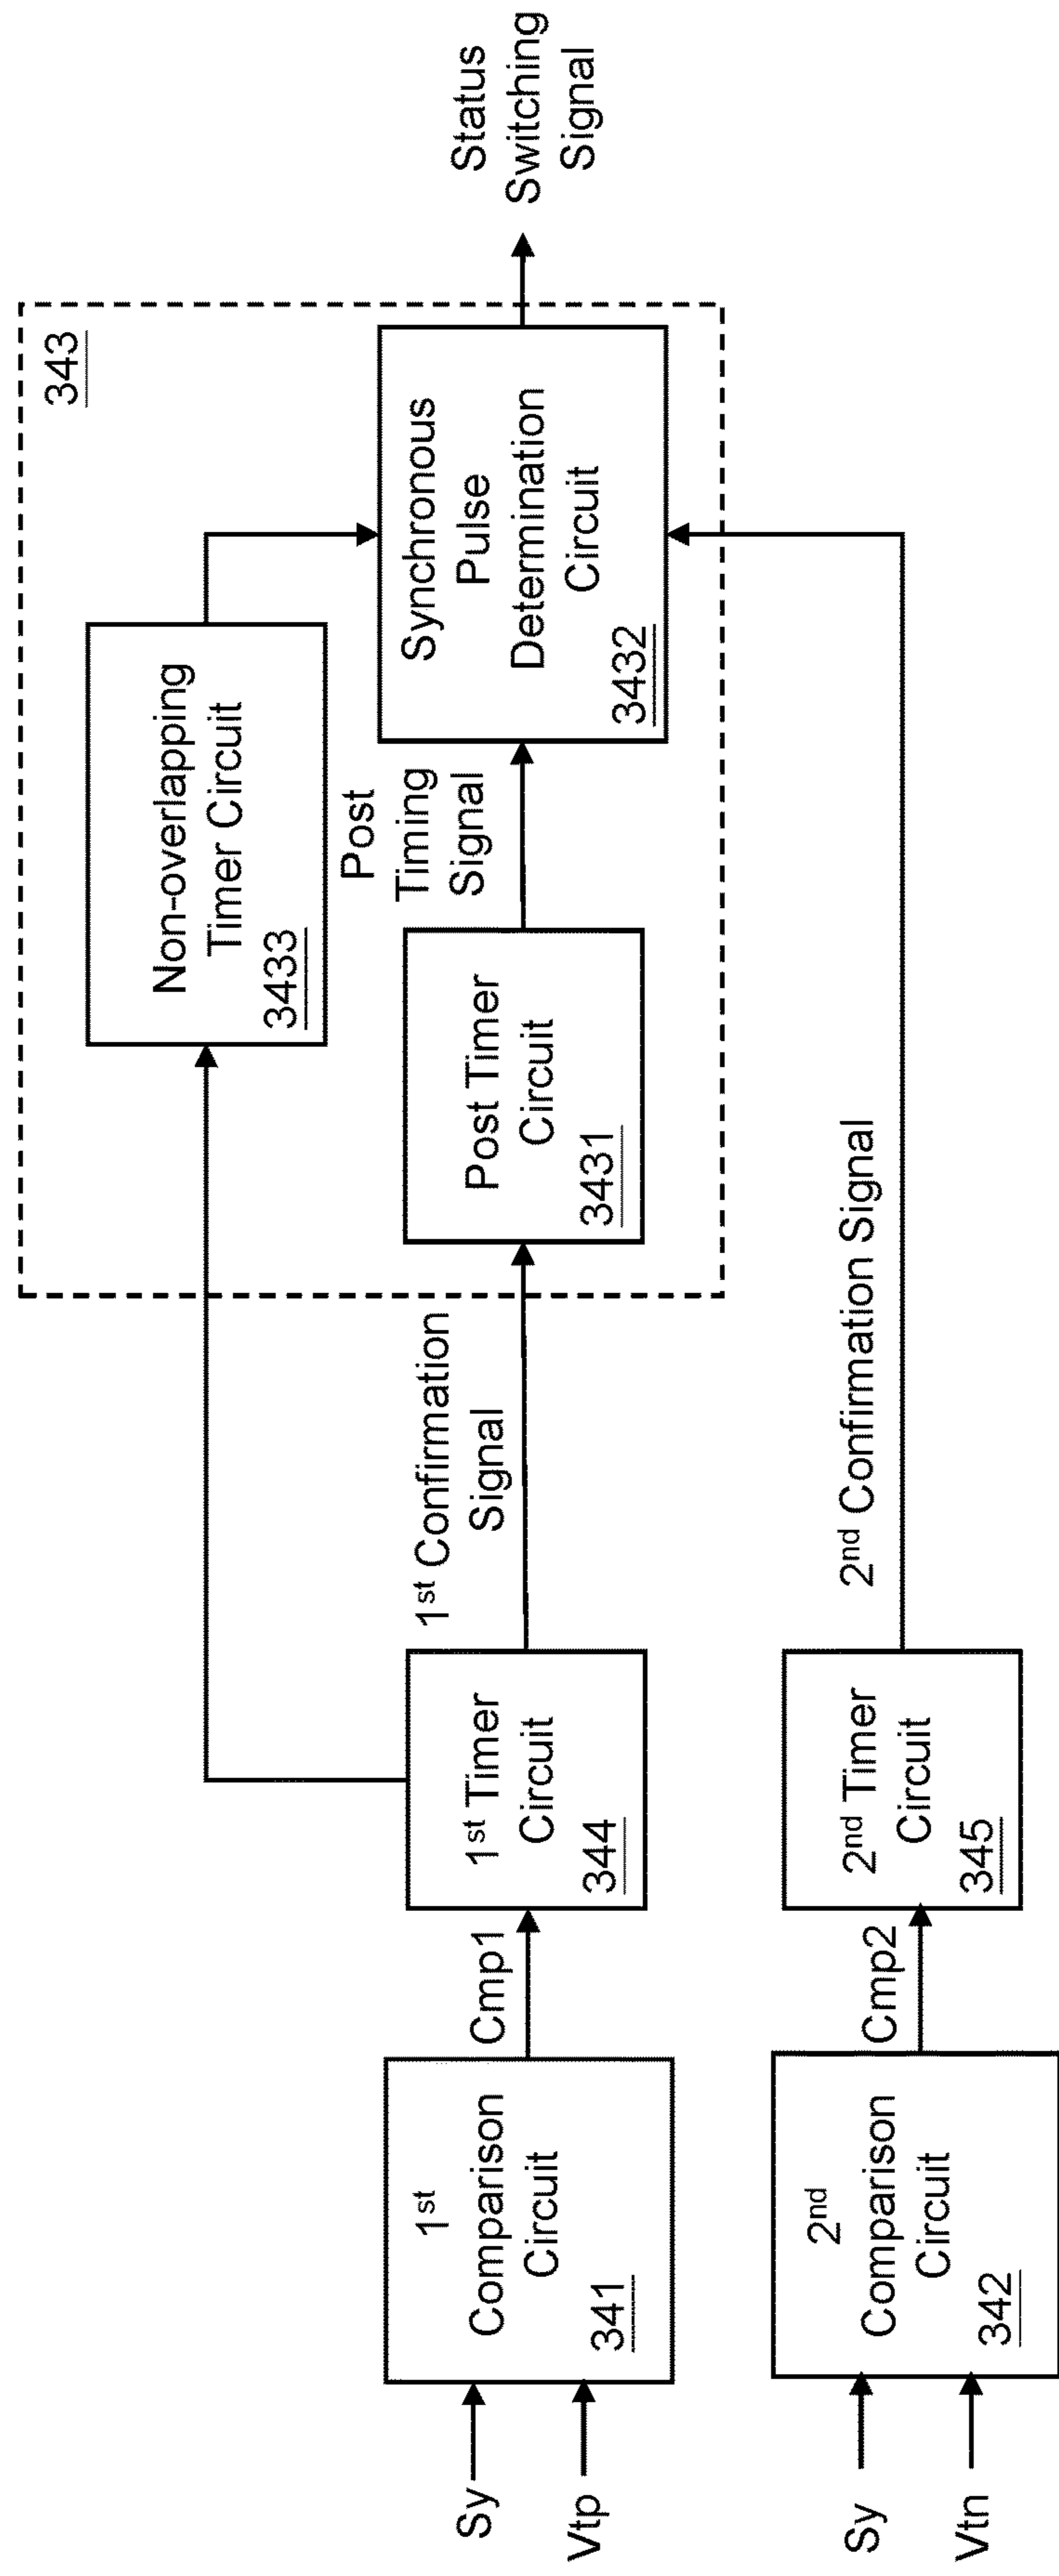 Sy
Vtp
1st
Comparison
Circuit
341
Cmp1
1st Timer
Circuit
344
1st Confirmation
Signal
343
Non-overlapping
Timer Circuit
3433
Post Timer
Circuit
3431
Post
Timing
Signal
Synchronous
Pulse
Determination
Circuit
3432
Status
Switching
Signal
Sy
Vtn
2nd
Comparison
Circuit
342
Cmp2
2nd Timer
Circuit
345
2nd Confirmation Signal